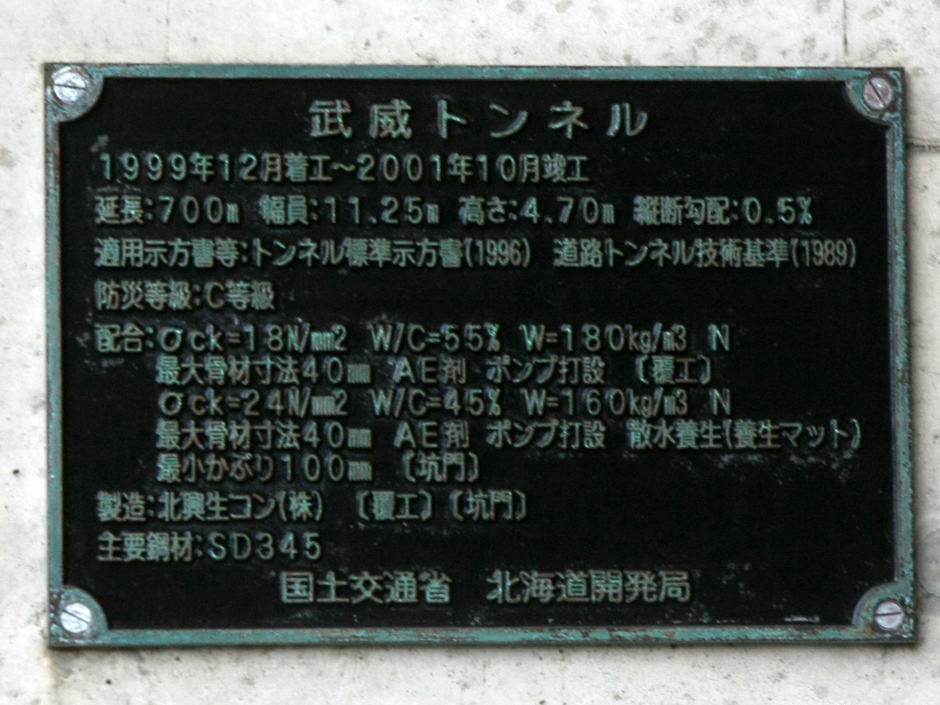 武威トンネル
1999年12月着工～2001年10月竣工
延長:700m 幅員:11.25m 高さ:4.70m 縦断勾配:0.5%
適用示方書等:トンネル標準示方書(1996) 道路トンネル技術基準(1989)
防災等級:C等級
配合:σck=18N/mm2 W/C=55% W=180kg/m3 N
最大骨材寸法40mm AE剤 ポンプ打設 〔覆工〕
σck=24N/mm2 W/C=45% W=160kg/m3 N
最大骨材寸法40mm AE剤 ポンプ打設 散水養生(養生マット)
最小かぶり100mm 〔坑門〕
製造:北興生コン(株) 〔覆工〕〔坑門〕
主要鋼材:SD345
国土交通省 北海道開発局